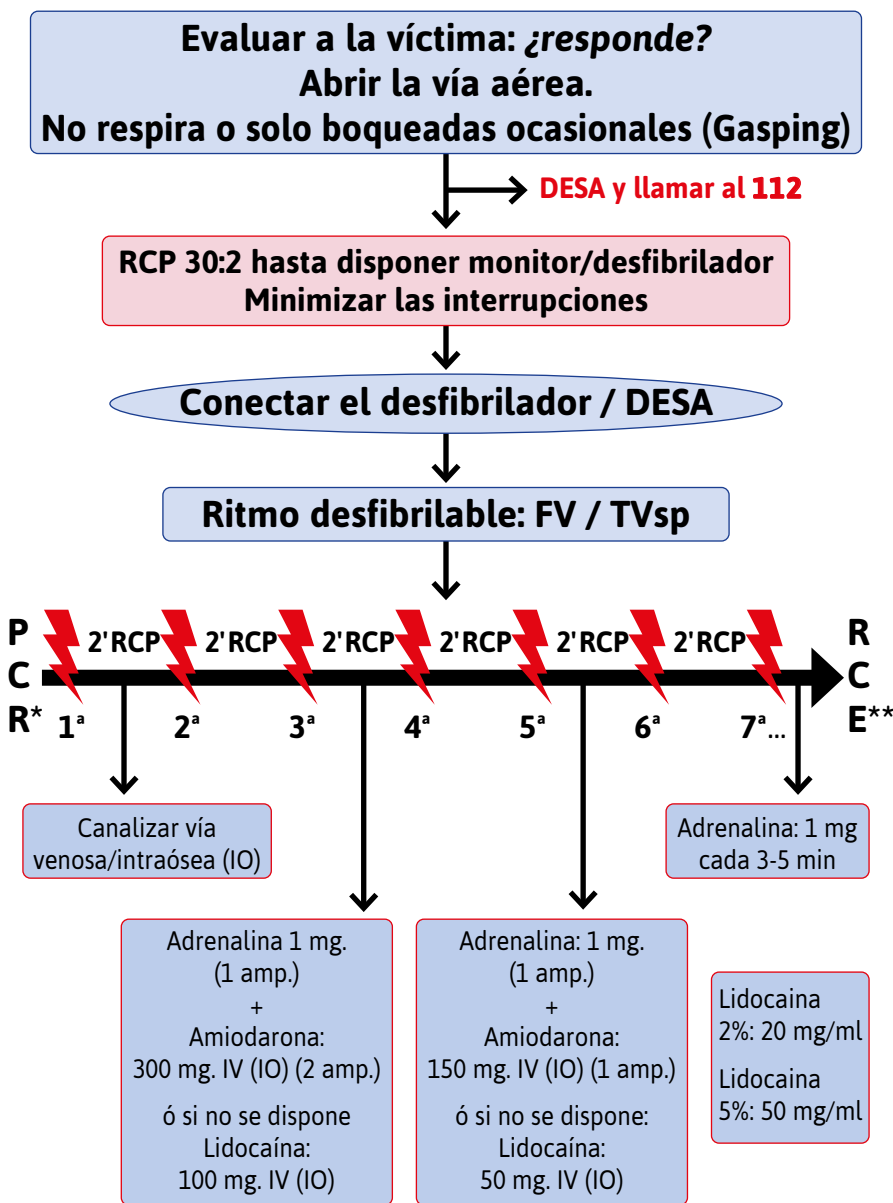 Evaluar a la víctima: ¿responde?
Abrir la vía aérea.
No respira o solo boqueadas ocasionales (Gasping)
DESA y llamar al 112
RCP 30:2 hasta disponer monitor/desfibrilador
Minimizar las interrupciones
Conectar el desfibrilador / DESA
Ritmo desfibrilable: FV / TVsp
P
C
R*
2'RCP 2'RCP 2'RCP 2'RCP 2'RCP 2'RCP
1ª 2ª 3ª 4ª 5ª 6ª 7ª...
R
C
E**
Canalizar vía
venosa/intraósea (IO)
Adrenalina: 1 mg
cada 3-5 min
Adrenalina 1 mg.
(1 amp.)
+
Amiodarona:
300 mg. IV (IO) (2 amp.)
ó si no se dispone
Lidocaína:
100 mg. IV (IO)
Adrenalina: 1 mg.
(1 amp.)
+
Amiodarona:
150 mg. IV (IO) (1 amp.)
ó si no se dispone:
Lidocaína:
50 mg. IV (IO)
Lidocaina
2%: 20 mg/ml
Lidocaina
5%: 50 mg/ml